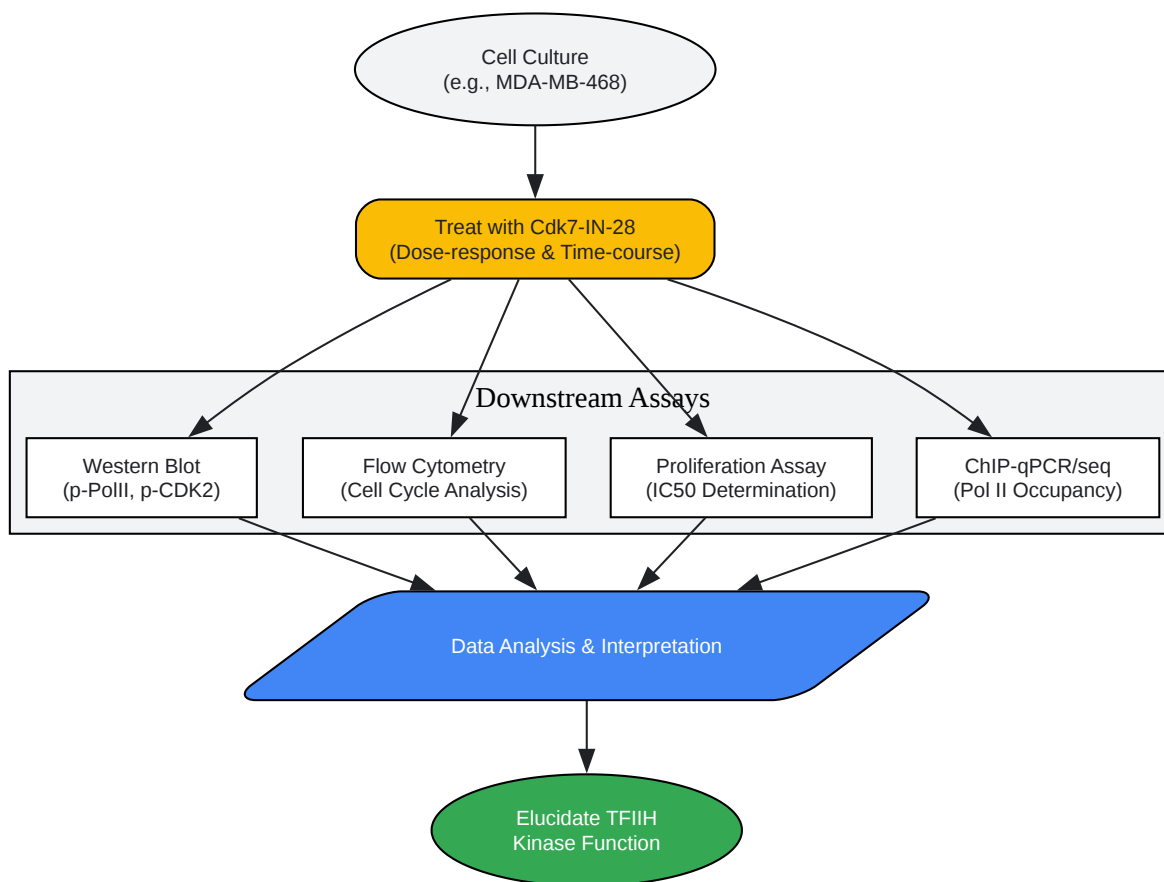 Cell Culture
(e.g., MDA-MB-468)
Treat with Cdk7-IN-28
(Dose-response & Time-course)
Downstream Assays
Western Blot
(p-PolII, p-CDK2)
Flow Cytometry
(Cell Cycle Analysis)
Proliferation Assay
(IC50 Determination)
ChIP-qPCR/seq
(Pol II Occupancy)
Data Analysis & Interpretation
Elucidate TFIIH
Kinase Function